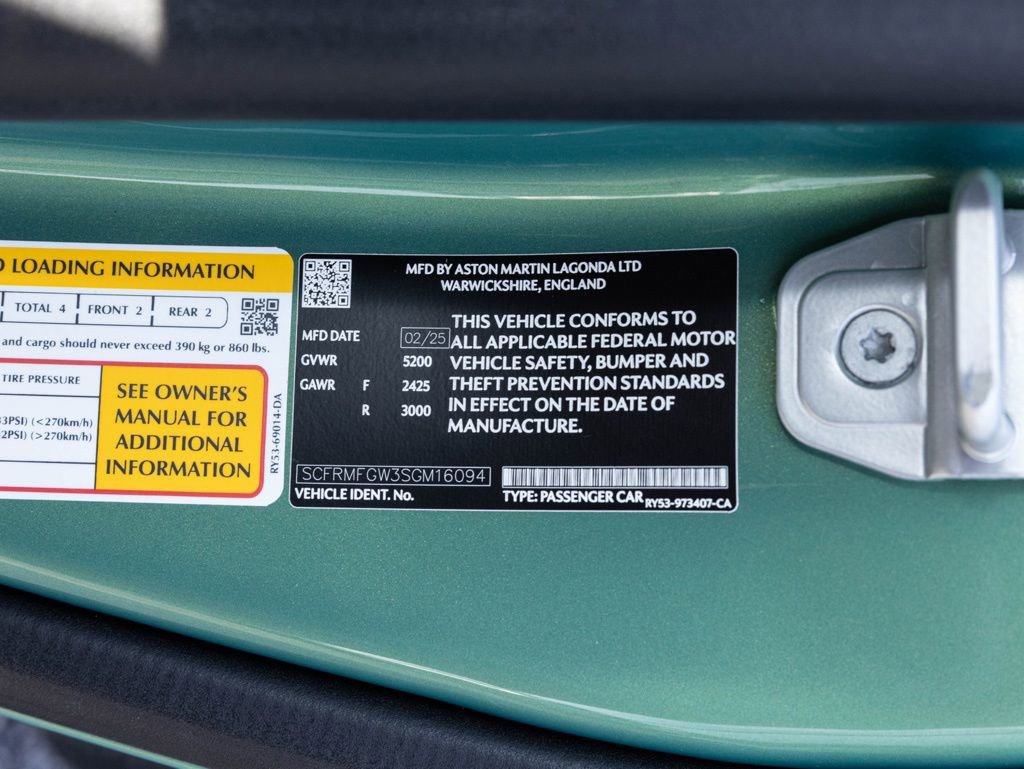 D LOADING INFORMATION
TOTAL 4 FRONT 2 REAR 2
and cargo should never exceed 390 kg or 860 lbs.
TIRE PRESSURE
3PSI) (<270km/h)
2PSI) (>270km/h)
SEE OWNER'S
MANUAL FOR
ADDITIONAL
INFORMATION
RY53-69014-DA
MFD BY ASTON MARTIN LAGONDA LTD
WARWICKSHIRE, ENGLAND
MFD DATE 02/25
GVWR 5200
GAWR F 2425
R 3000
THIS VEHICLE CONFORMS TO
ALL APPLICABLE FEDERAL MOTOR
VEHICLE SAFETY, BUMPER AND
THEFT PREVENTION STANDARDS
IN EFFECT ON THE DATE OF
MANUFACTURE.
SCFRMFGW3SGM16094
VEHICLE IDENT. No.
TYPE: PASSENGER CAR
RY53-973407-CA